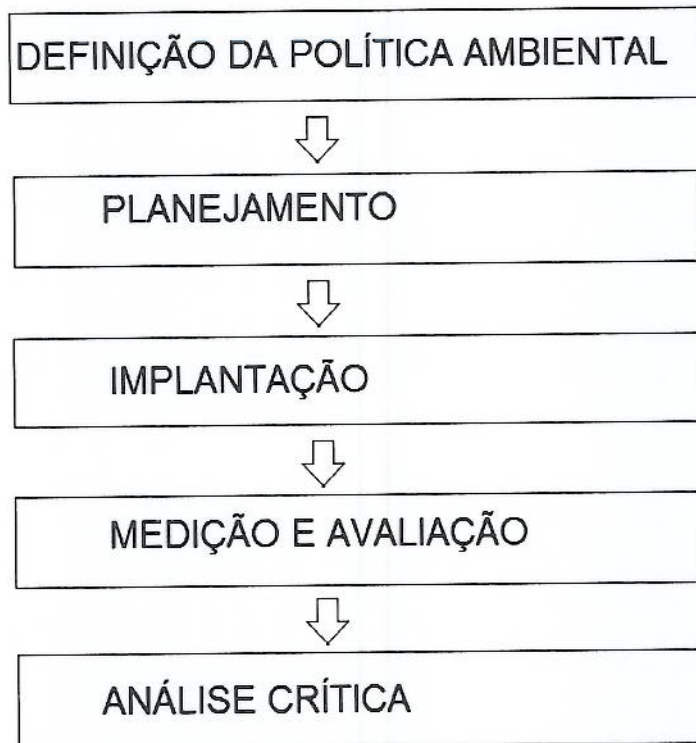 DEFINIÇÃO DA POLÍTICA AMBIENTAL
PLANEJAMENTO
IMPLANTAÇÃO
MEDIÇÃO E AVALIAÇÃO
ANÁLISE CRÍTICA